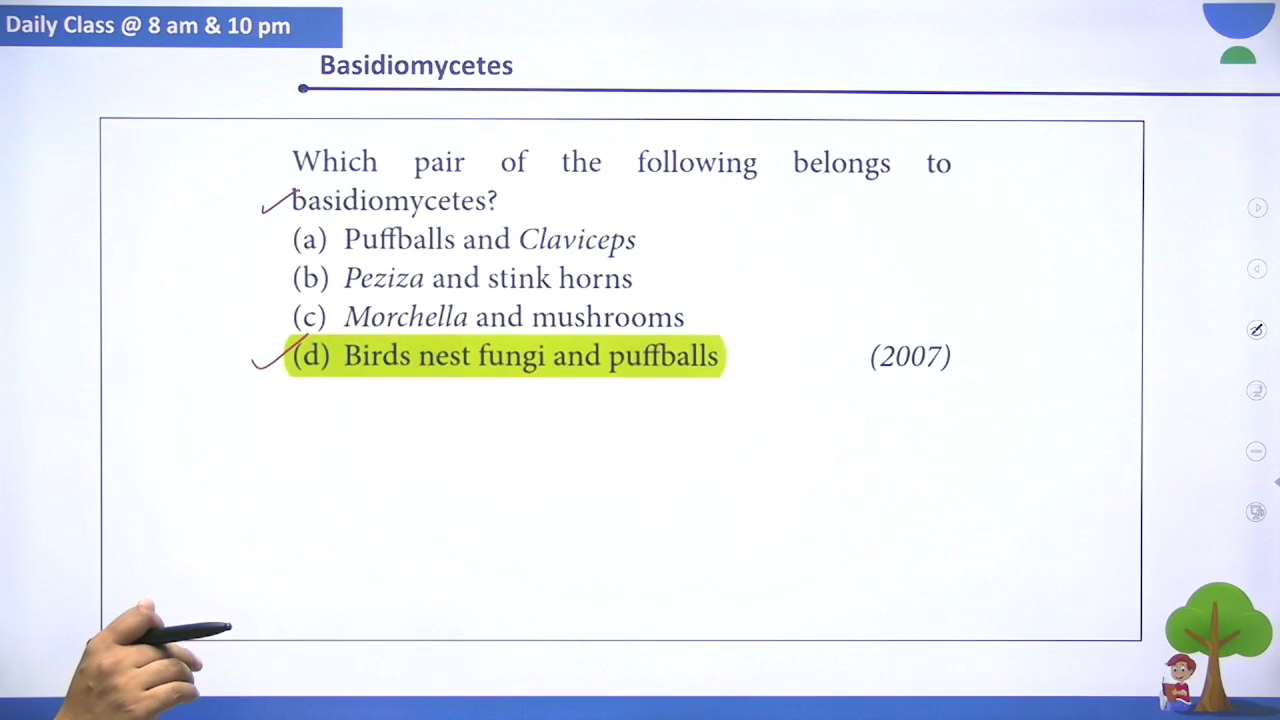 Daily Class @ 8 am & 10 pm
Basidiomycetes
Which pair of the following belongs to
basidiomycetes?
(a) Puffballs and Claviceps
(b) Peziza and stink horns
(c) Morchella and mushrooms
(d) Birds nest fungi and puffballs (2007)